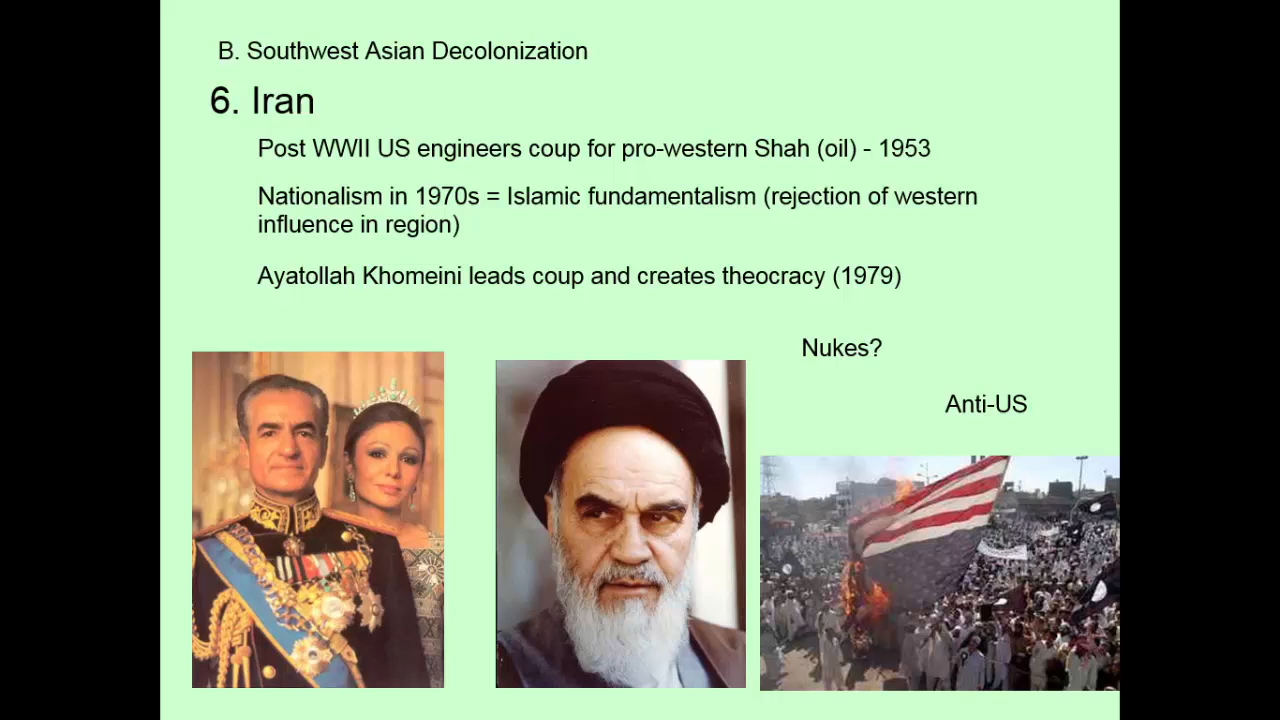 B. Southwest Asian Decolonization
6. Iran
Post WWII US engineers coup for pro-western Shah (oil) - 1953
Nationalism in 1970s = Islamic fundamentalism (rejection of western
influence in region)
Ayatollah Khomeini leads coup and creates theocracy (1979)
Nukes?
Anti-US